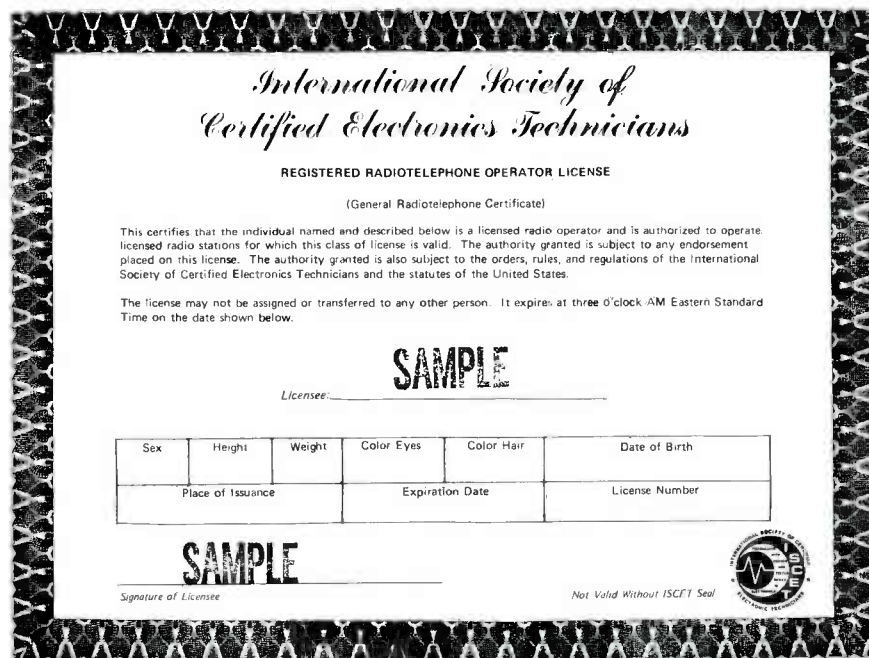 International Society of
Certified Electronics Technicians
REGISTERED RADIOTELEPHONE OPERATOR LICENSE
(General Radiotelephone Certificate)
This certifies that the individual named and described below is a licensed radio operator and is authorized to operate
licensed radio stations for which this class of license is valid. The authority granted is subject to any endorsement
placed on this license. The authority granted is also subject to the orders, rules, and regulations of the International
Society of Certified Electronics Technicians and the statutes of the United States.
The license may not be assigned or transferred to any other person. It expires at three o'clock AM Eastern Standard
Time on the date shown below.
SAMPLE
Licensee:
Sex Height Weight Color Eyes Color Hair Date of Birth
Place of Issuance Expiration Date License Number
SAMPLE
Signature of Licensee
Not Valid Without ISCET Seal
INTERNATIONAL SOCIETY OF CERTIFIED
ELECTRONIC TECHNICIANS
ISCET